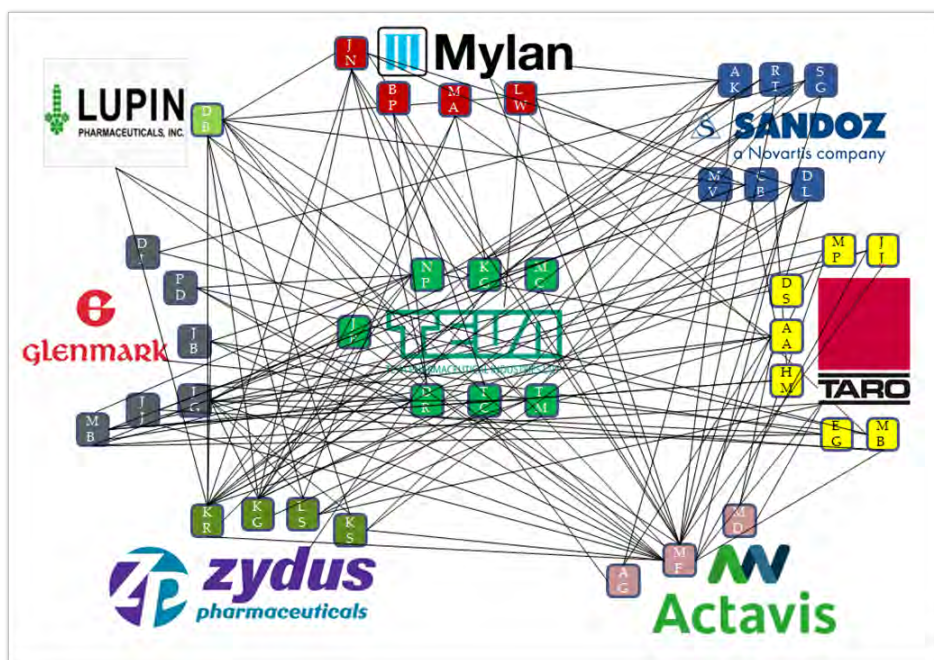 J
N
Mylan
B
P
M
A
L
W
A
K
R
T
S
G
LUPIN
PHARMACEUTICALS, INC.
D
B
SANDOZ
a Novartis company
M
V
C
B
D
L
D
P
D
M
P
J
J
N
P
K
G
M
C
D
S
GLENMARK
J
B
TEVA
A
A
H
M
TARO
D
R
T
C
T
M
M
B
J
J
J
G
E
G
M
B
K
R
K
G
L
S
K
S
M
D
M
F
A
G
zydus
pharmaceuticals
Actavis